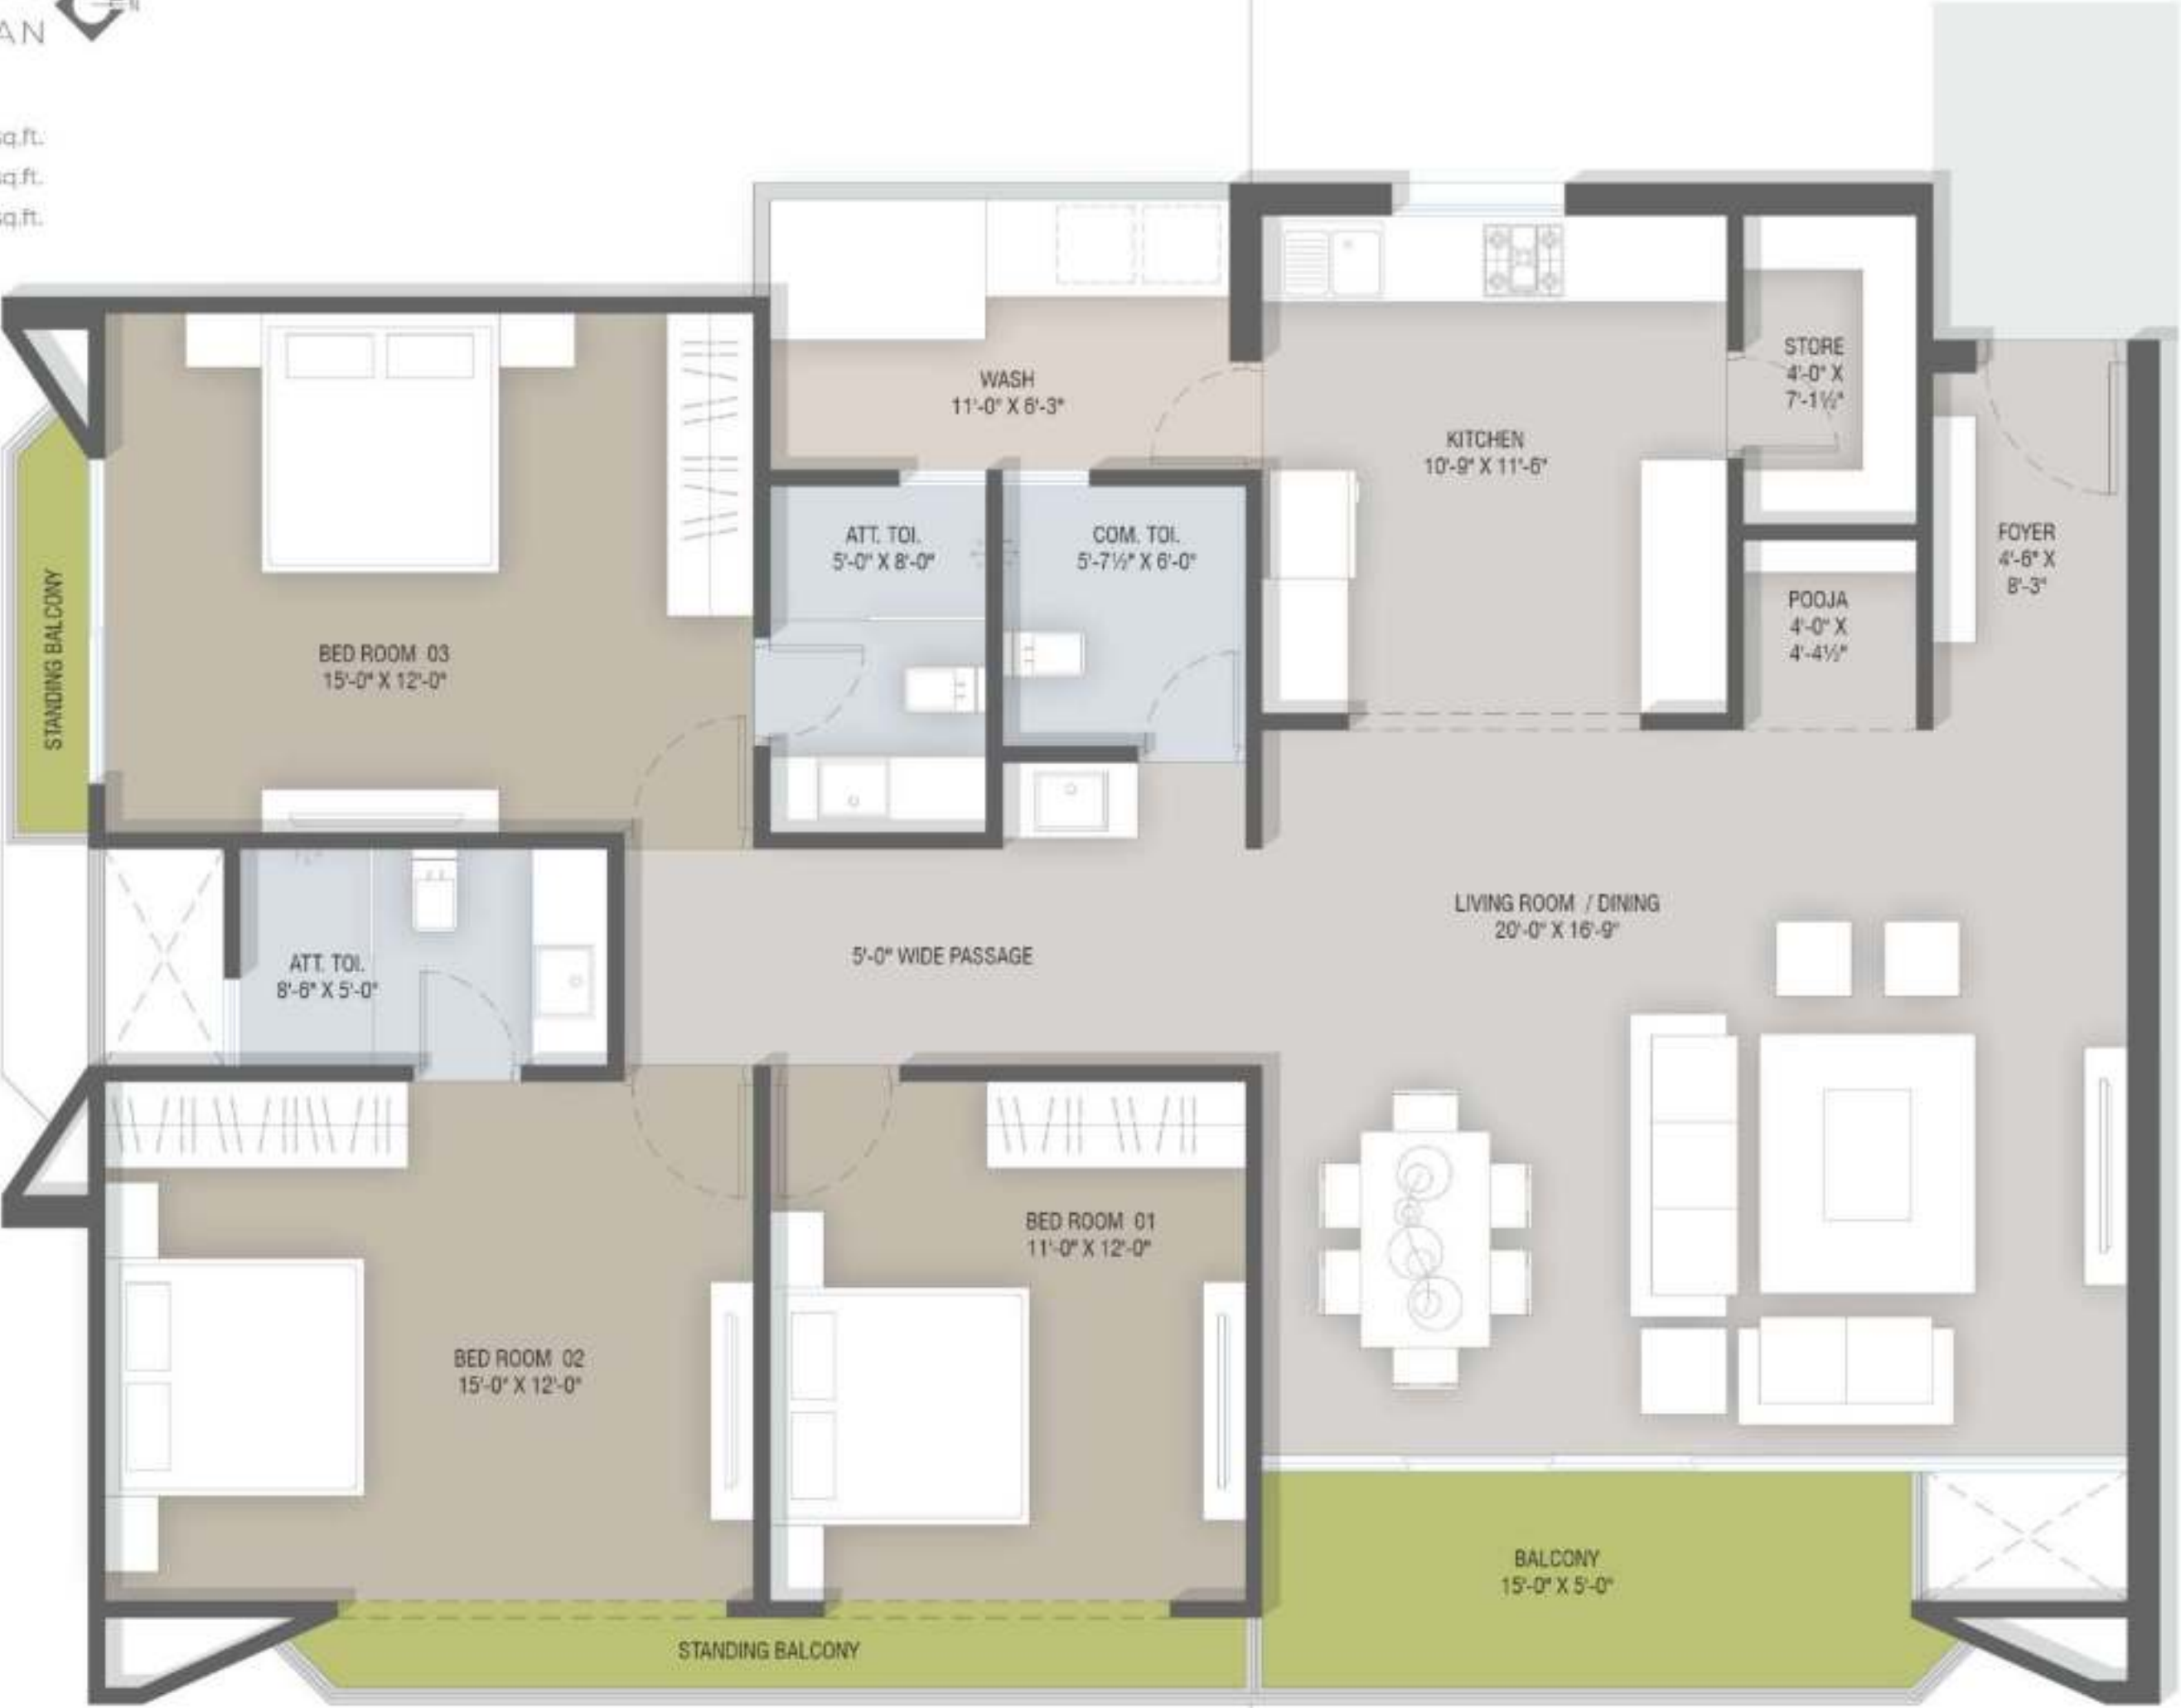 N
AN
sq.ft.
sq.ft.
sq.ft.
WASH
11'-0" X 6'-3"
KITCHEN
10'-9" X 11'-6"
STORE
4'-0" X
7'-1½"
FOYER
4'-6" X
8'-3"
POOJA
4'-0" X
4'-4½"
ATT. TOI.
5'-0" X 8'-0"
COM. TOI.
5'-7½" X 6'-0"
STANDING BALCONY
BED ROOM 03
15'-0" X 12'-0"
LIVING ROOM / DINING
20'-0" X 16'-9"
5'-0" WIDE PASSAGE
ATT. TOI.
8'-6" X 5'-0"
BED ROOM 01
11'-0" X 12'-0"
BED ROOM 02
15'-0" X 12'-0"
BALCONY
15'-0" X 5'-0"
STANDING BALCONY